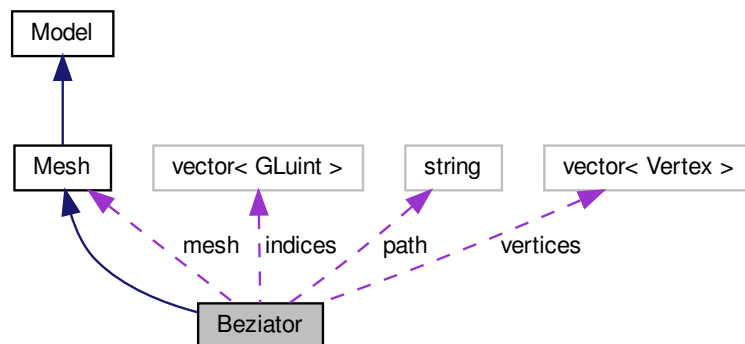 Model
Mesh
vector< GLuint >
string
vector< Vertex >
mesh
indices
path
vertices
Beziator